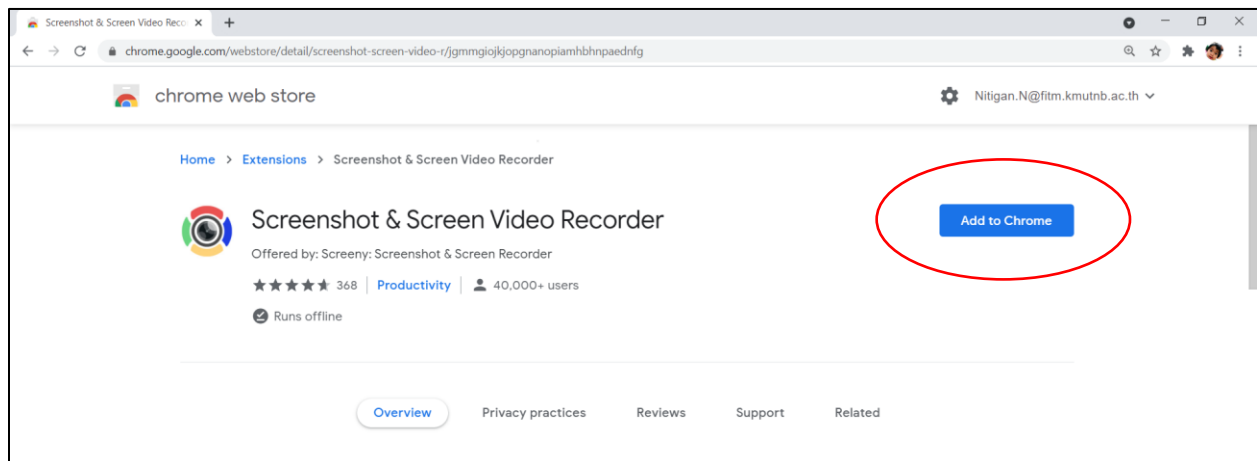 Screenshot & Screen Video Reco
chrome.google.com/webstore/detail/screenshot-screen-video-r/jgmmgiojkjopgnanopiamhbhnpaednfg
chrome web store
Nitigan.N@fitm.kmutnb.ac.th
Home > Extensions > Screenshot & Screen Video Recorder
Screenshot & Screen Video Recorder
Add to Chrome
Offered by: Screeny: Screenshot & Screen Recorder
368 Productivity 40,000+ users
Runs offline
Overview Privacy practices Reviews Support Related